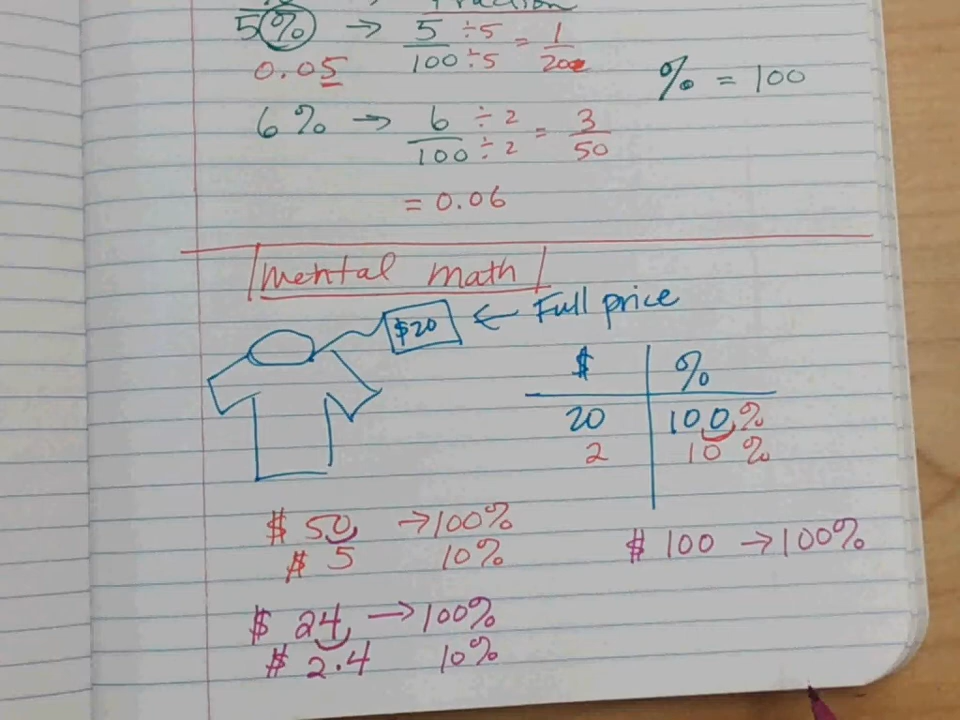 fraction
5% → 5/100 ÷5/÷5 = 1/20
0.05
% = 100
6% → 6/100 ÷2/÷2 = 3/50
= 0.06
mental math
$20 ← Full price
$ %
20 100%
2 10%
$ 50 → 100%
$ 5 10%
$ 100 → 100%
$ 24 → 100%
$ 2.4 10%